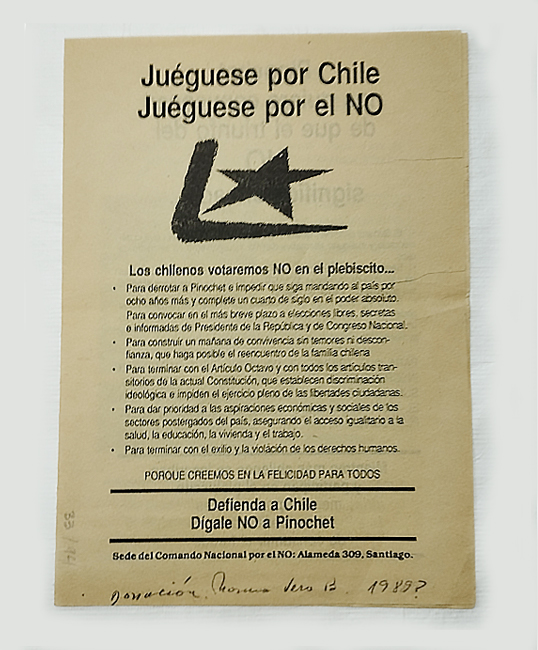 Juéguese por Chile
Juéguese por el NO
Los chilenos votaremos NO en el plebiscito...
• Para derrotar a Pinochet e impedir que siga mandando al país por
ocho años más y complete un cuarto de siglo en el poder absoluto.
Para convocar en el más breve plazo a elecciones libres, secretas
e informadas de Presidente de la República y de Congreso Nacional.
• Para construir un mañana de convivencia sin temores ni descon-
fianza, que haga posible el reencuentro de la familia chilena
• Para terminar con el Artículo Octavo y con todos los artículos tran-
sitorios de la actual Constitución, que establecen discriminación
ideológica e impiden el ejercicio pleno de las libertades ciudadanas.
• Para dar prioridad a las aspiraciones económicas y sociales de los
sectores postergados del país, asegurando el acceso igualitario a la
salud, la educación, la vivienda y el trabajo.
• Para terminar con el exilio y la violación de los derechos humanos.
PORQUE CREEMOS EN LA FELICIDAD PARA TODOS
Defienda a Chile
Dígale NO a Pinochet
Sede del Comando Nacional por el NO: Alameda 309, Santiago.
Donación B. 1988?